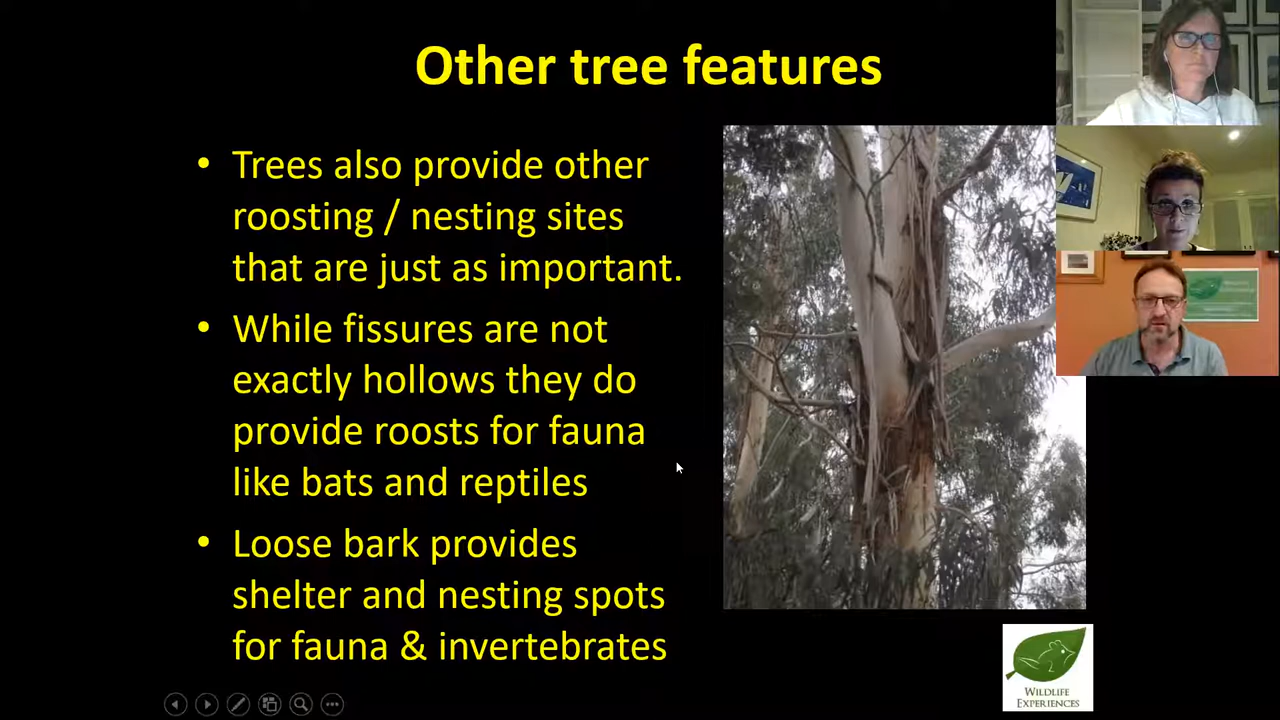 Other tree features
• Trees also provide other
roosting / nesting sites
that are just as important.
• While fissures are not
exactly hollows they do
provide roosts for fauna
like bats and reptiles
• Loose bark provides
shelter and nesting spots
for fauna & invertebrates
WILDLIFE
EXPERIENCES